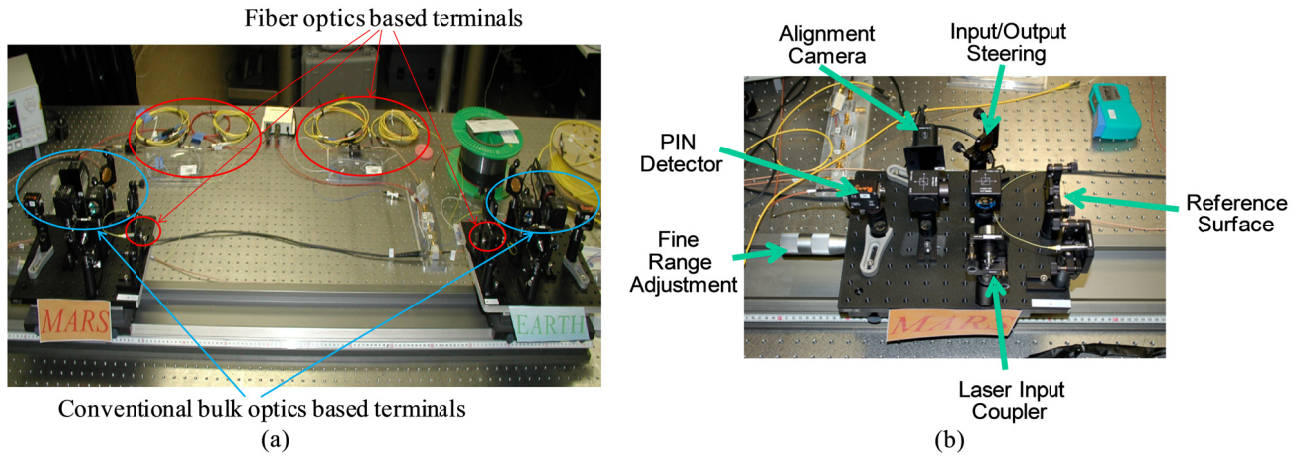 Fiber optics based terminals
MARS
EARTH
Conventional bulk optics based terminals
(a)
Alignment
Camera
Input/Output
Steering
PIN
Detector
Reference
Surface
Fine
Range
Adjustment
MARS
Laser Input
Coupler
(b)